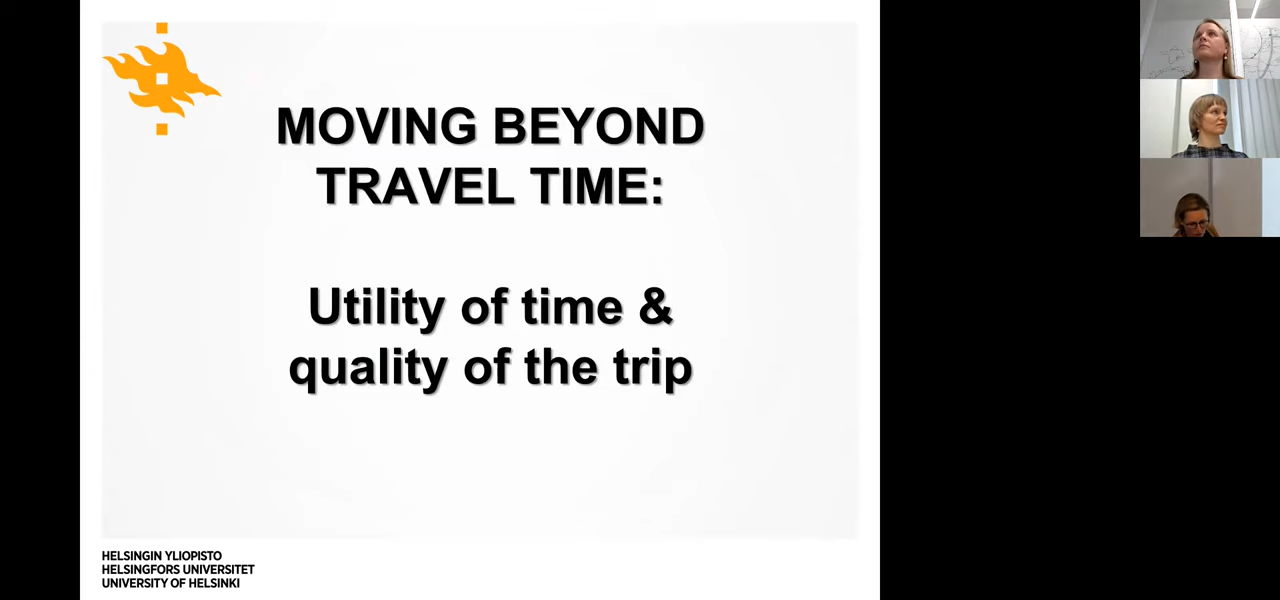 MOVING BEYOND
TRAVEL TIME:
Utility of time &
quality of the trip
HELSINGIN YLIOPISTO
HELSINGFORS UNIVERSITET
UNIVERSITY OF HELSINKI